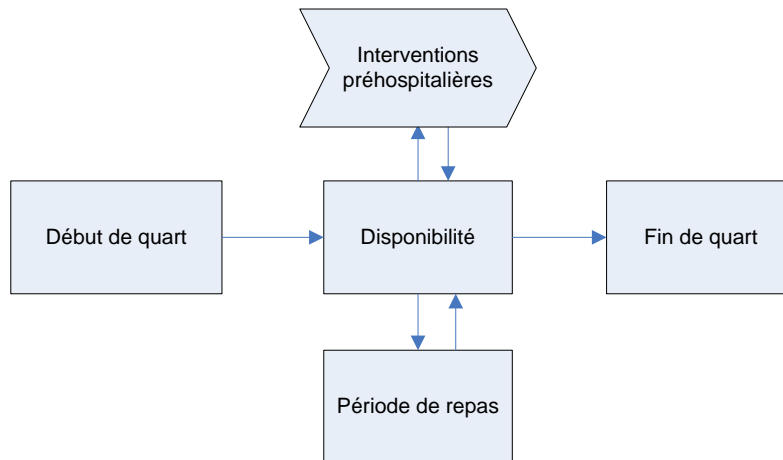 Interventions
préhospitalières
Début de quart
Disponibilité
Fin de quart
Période de repas